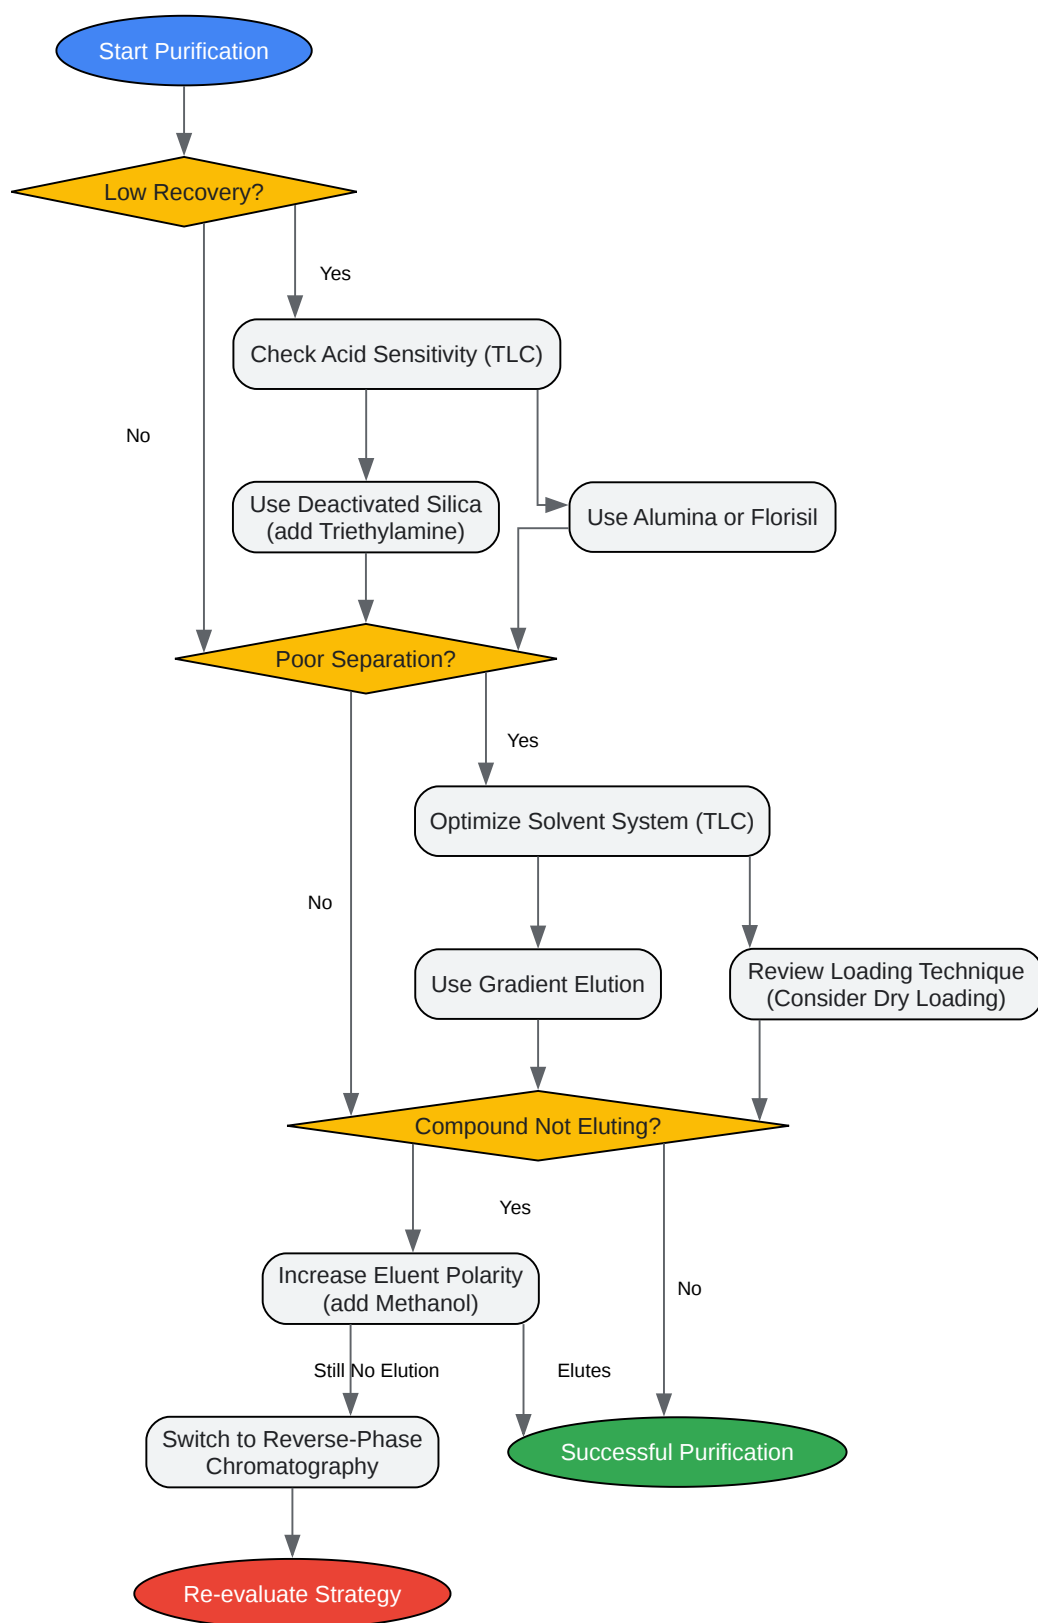 Start Purification
Low Recovery?
Yes
Check Acid Sensitivity (TLC)
No
Use Deactivated Silica
(add Triethylamine)
Use Alumina or Florisil
Poor Separation?
Yes
Optimize Solvent System (TLC)
No
Use Gradient Elution
Review Loading Technique
(Consider Dry Loading)
Compound Not Eluting?
Yes
Increase Eluent Polarity
(add Methanol)
No
Still No Elution
Elutes
Switch to Reverse-Phase
Chromatography
Successful Purification
Re-evaluate Strategy